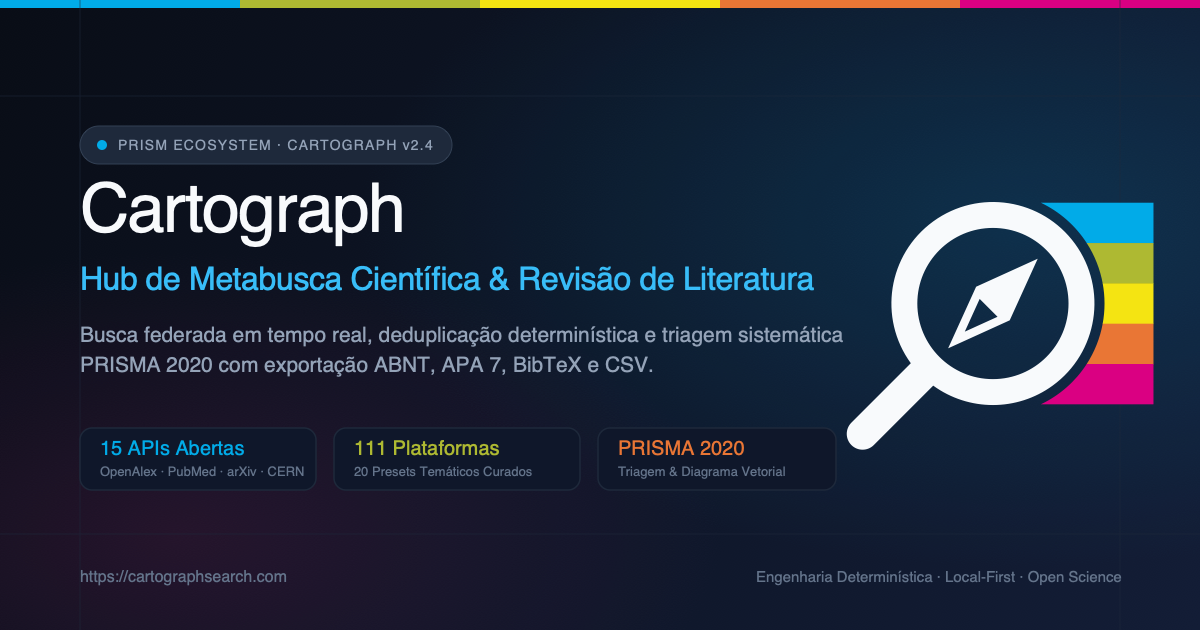 PRISM ECOSYSTEM · CARTOGRAPH v2.4
Cartograph
Hub de Metabusca Científica & Revisão de Literatura
Busca federada em tempo real, deduplicação determinística e triagem sistemática
PRISMA 2020 com exportação ABNT, APA 7, BibTeX e CSV.
15 APIs Abertas
OpenAlex · PubMed · arXiv · CERN
111 Plataformas
20 Presets Temáticos Curados
PRISMA 2020
Triagem & Diagrama Vetorial
https://cartographsearch.com
Engenharia Determinística · Local-First · Open Science